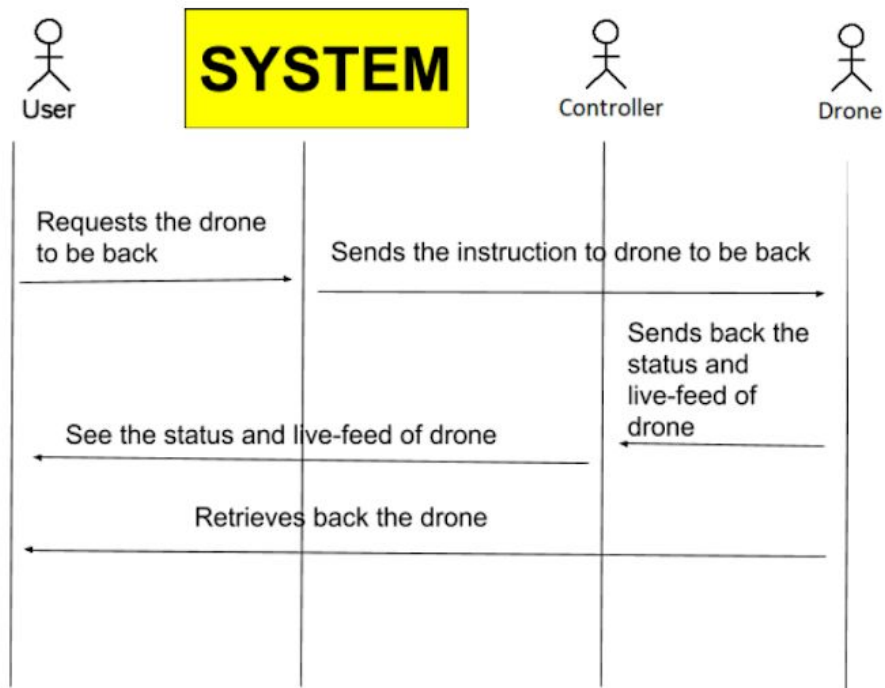 SYSTEM
User
Controller
Drone
Requests the drone
to be back
Sends the instruction to drone to be back
Sends back the
status and
live-feed of
drone
See the status and live-feed of drone
Retrieves back the drone